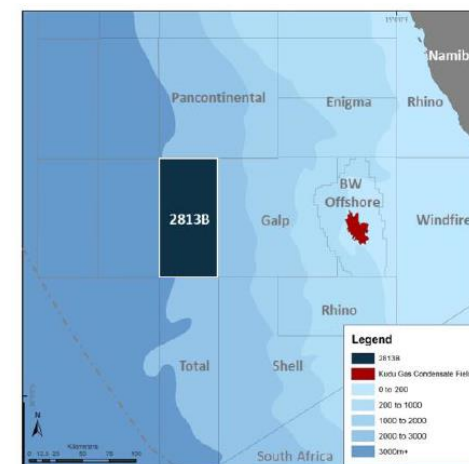 Namib
Pancontinental
Enigma
Rhino
BW
Offshore
2813B
Galp
Windfire
Rhino
Total
Shell
South Africa
Legend
2813B
Kudu Gas Condensate Field
0 to 200
200 to 1000
1000 to 2000
2000 to 3000
3000m+
N
Kilometers